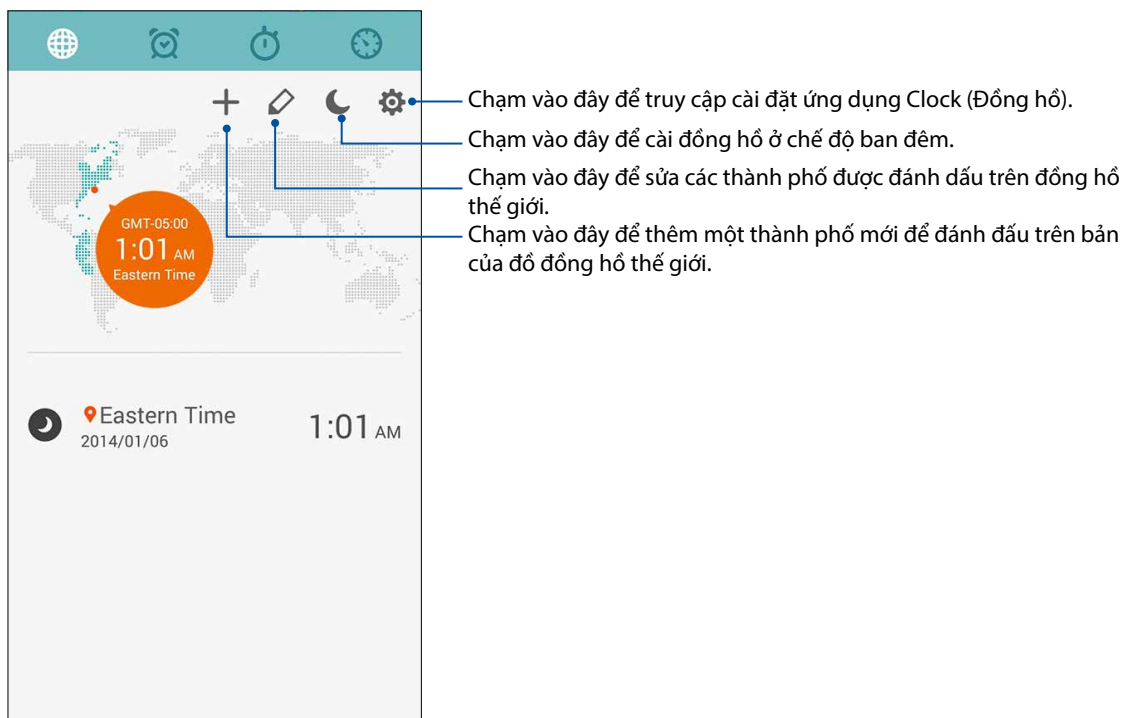 Chạm vào đây để truy cập cài đặt ứng dụng Clock (Đồng hồ).
Chạm vào đây để cài đồng hồ ở chế độ ban đêm.
Chạm vào đây để sửa các thành phố được đánh dấu trên đồng hồ
thế giới.
Chạm vào đây để thêm một thành phố mới để đánh đấu trên bản
của đồ đồng hồ thế giới.
GMT-05:00
1:01 AM
Eastern Time
Eastern Time
2014/01/06
1:01 AM